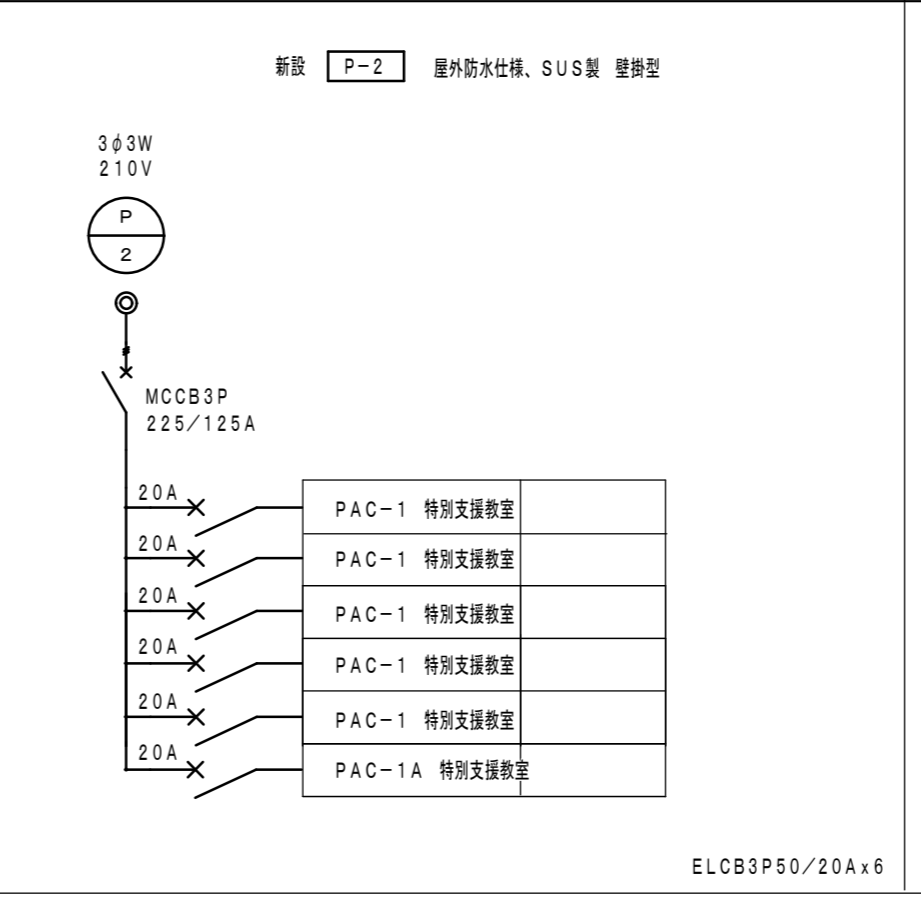 新設 P－2 屋外防水仕様、SUS製 壁掛型
3φ3W
210V
P
2
MCCB3P
225／125A
20A PAC－1 特別支援教室
20A PAC－1 特別支援教室
20A PAC－1 特別支援教室
20A PAC－1 特別支援教室
20A PAC－1 特別支援教室
20A PAC－1A 特別支援教室
ELCB3P50／20Ax6